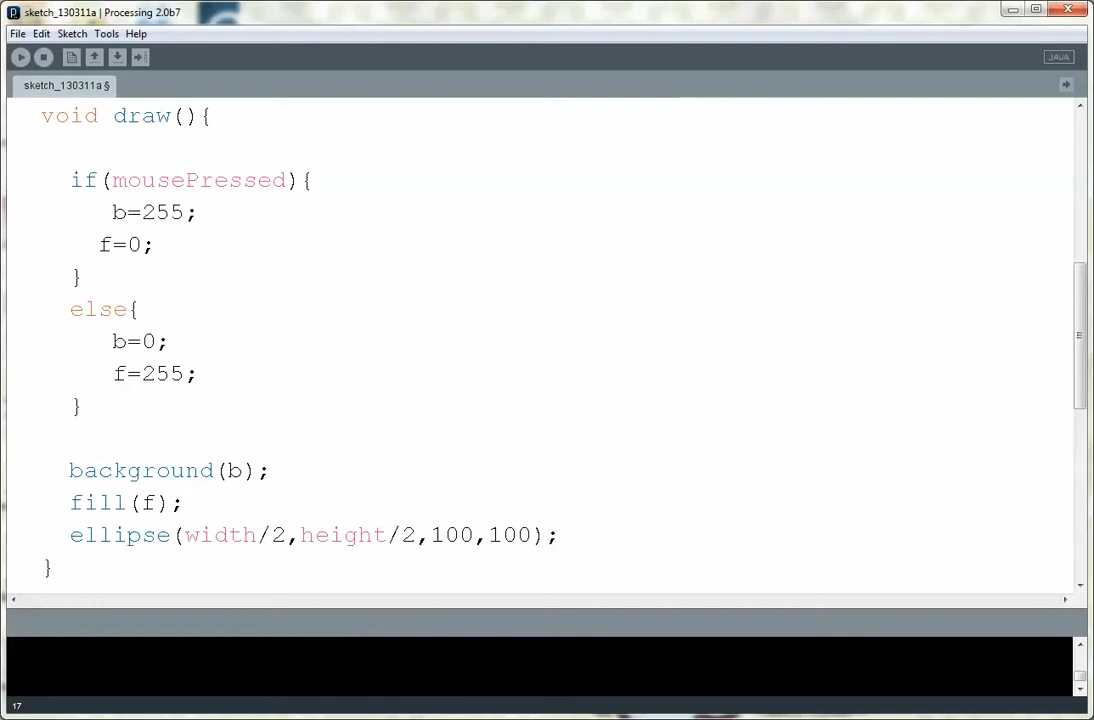 sketch_130311a | Processing 2.0b7
File Edit Sketch Tools Help
JAVA
sketch_130311a §
void draw(){
if(mousePressed){
b=255;
f=0;
}
else{
b=0;
f=255;
}
background(b);
fill(f);
ellipse(width/2,height/2,100,100);
}
17